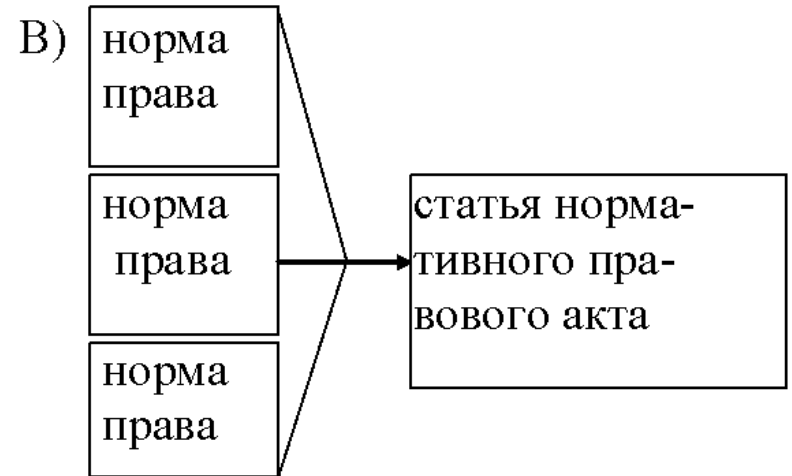 В)
норма
права
норма
права
норма
права
статья норма-
тивного пра-
вового акта